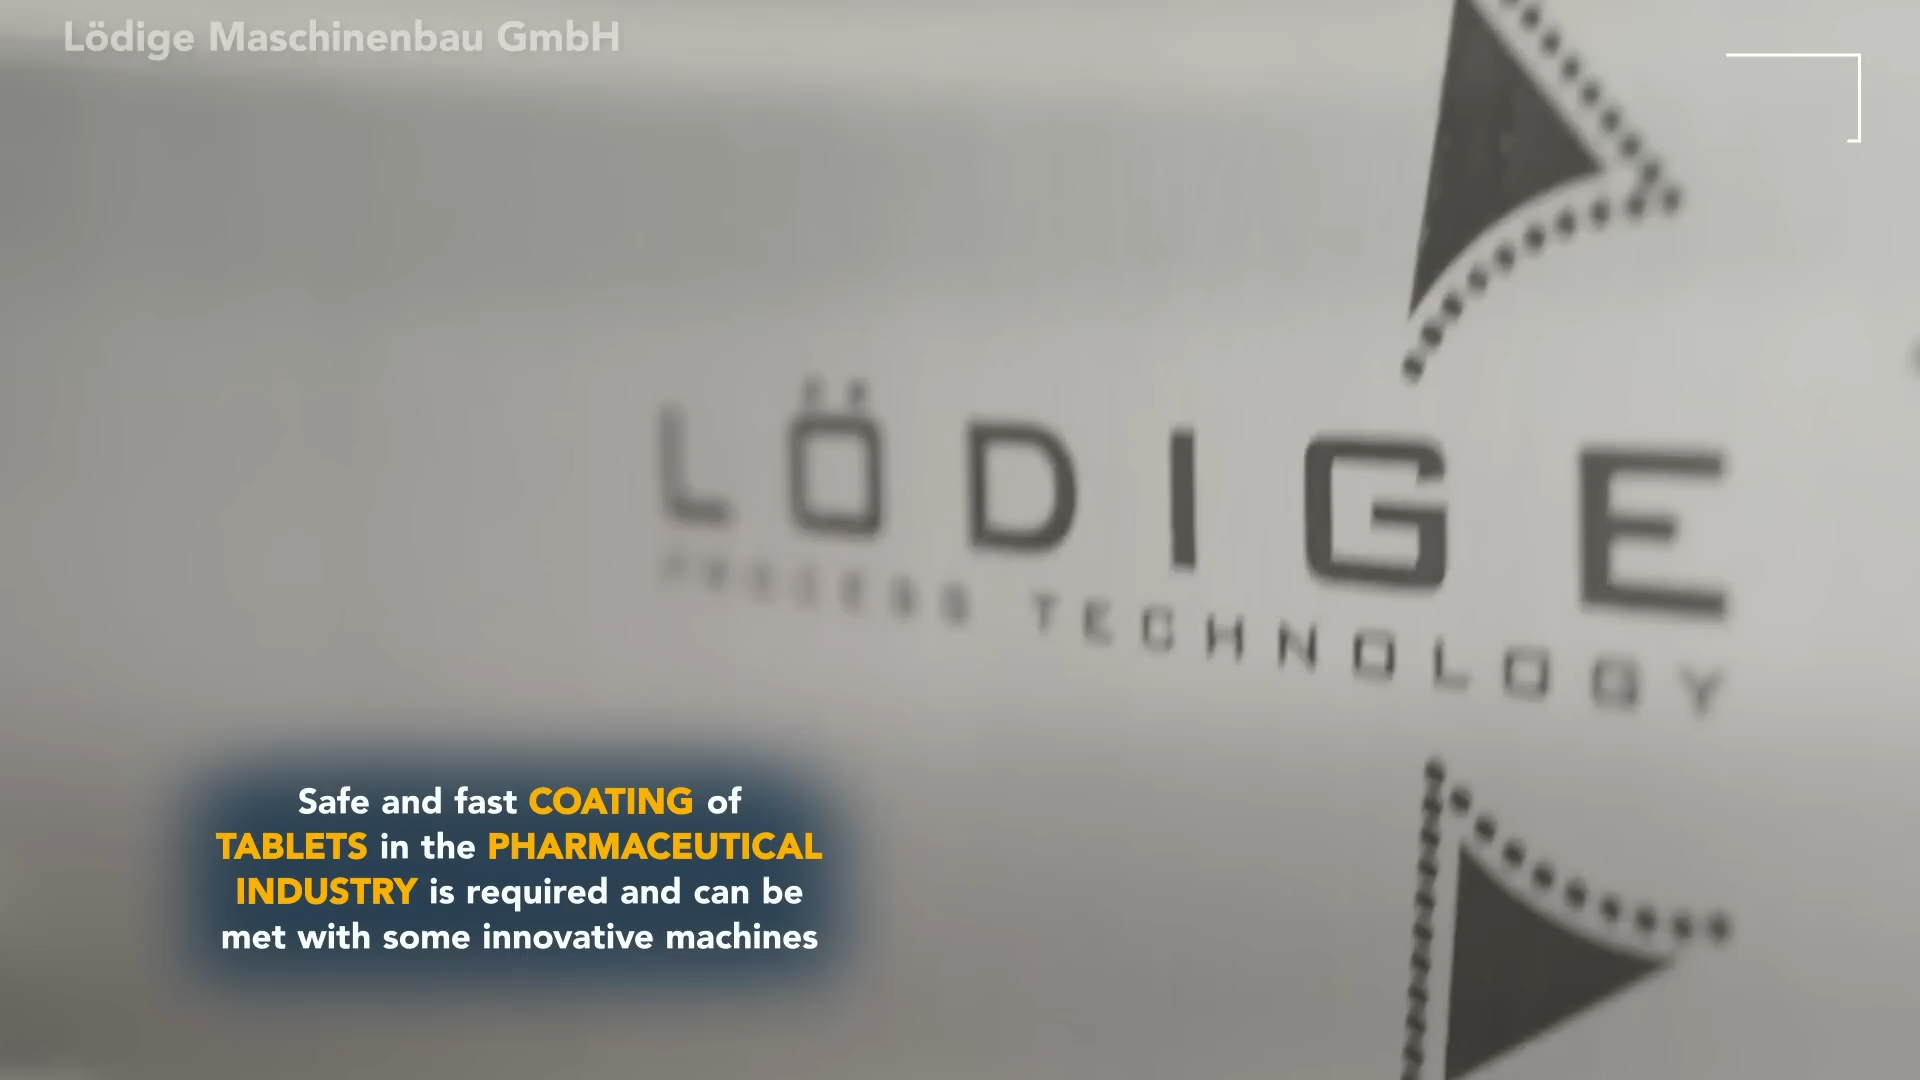 Lödige Maschinenbau GmbH
LÖDIGE
PROCESS TECHNOLOGY
Safe and fast COATING of
TABLETS in the PHARMACEUTICAL
INDUSTRY is required and can be
met with some innovative machines